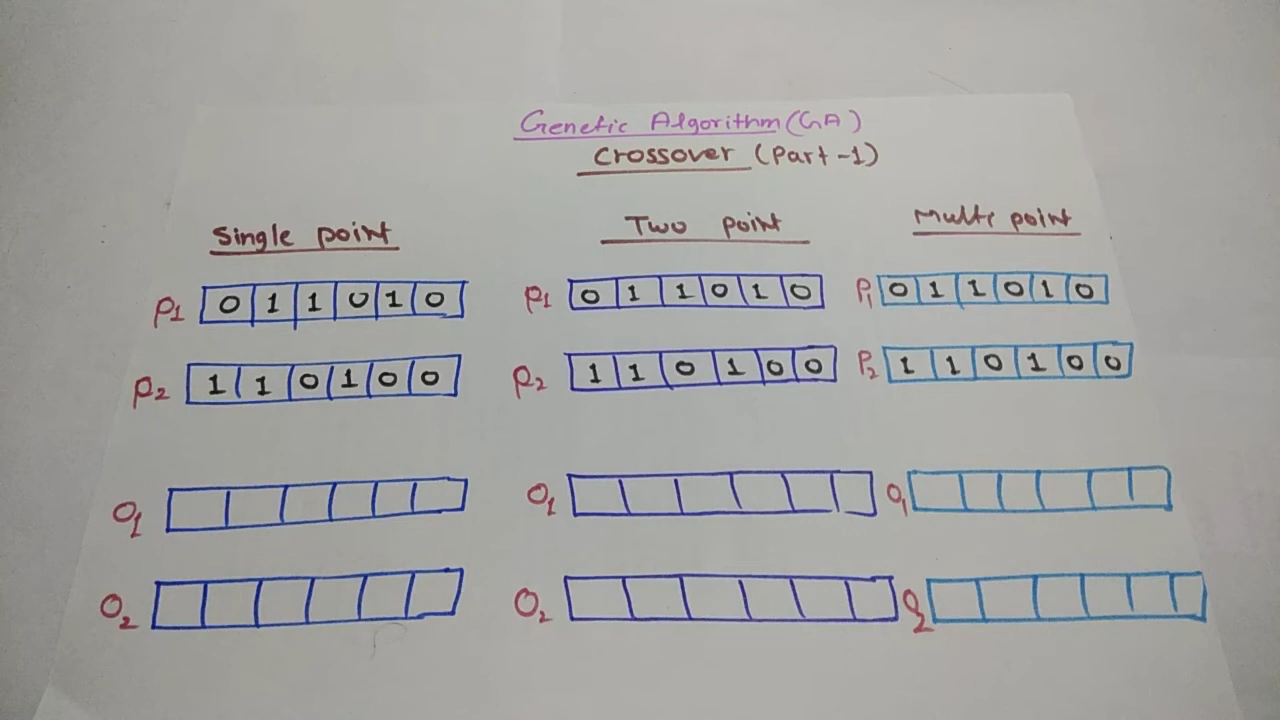 Genetic Algorithm (GA)
Crossover (Part-1)
Single point
Two point
Multi point
P1 0 1 1 0 1 0
P1 0 1 1 0 1 0
P1 0 1 1 0 1 0
P2 1 1 0 1 0 0
P2 1 1 0 1 0 0
P2 1 1 0 1 0 0
O1
O1
O1
O2
O2
O2